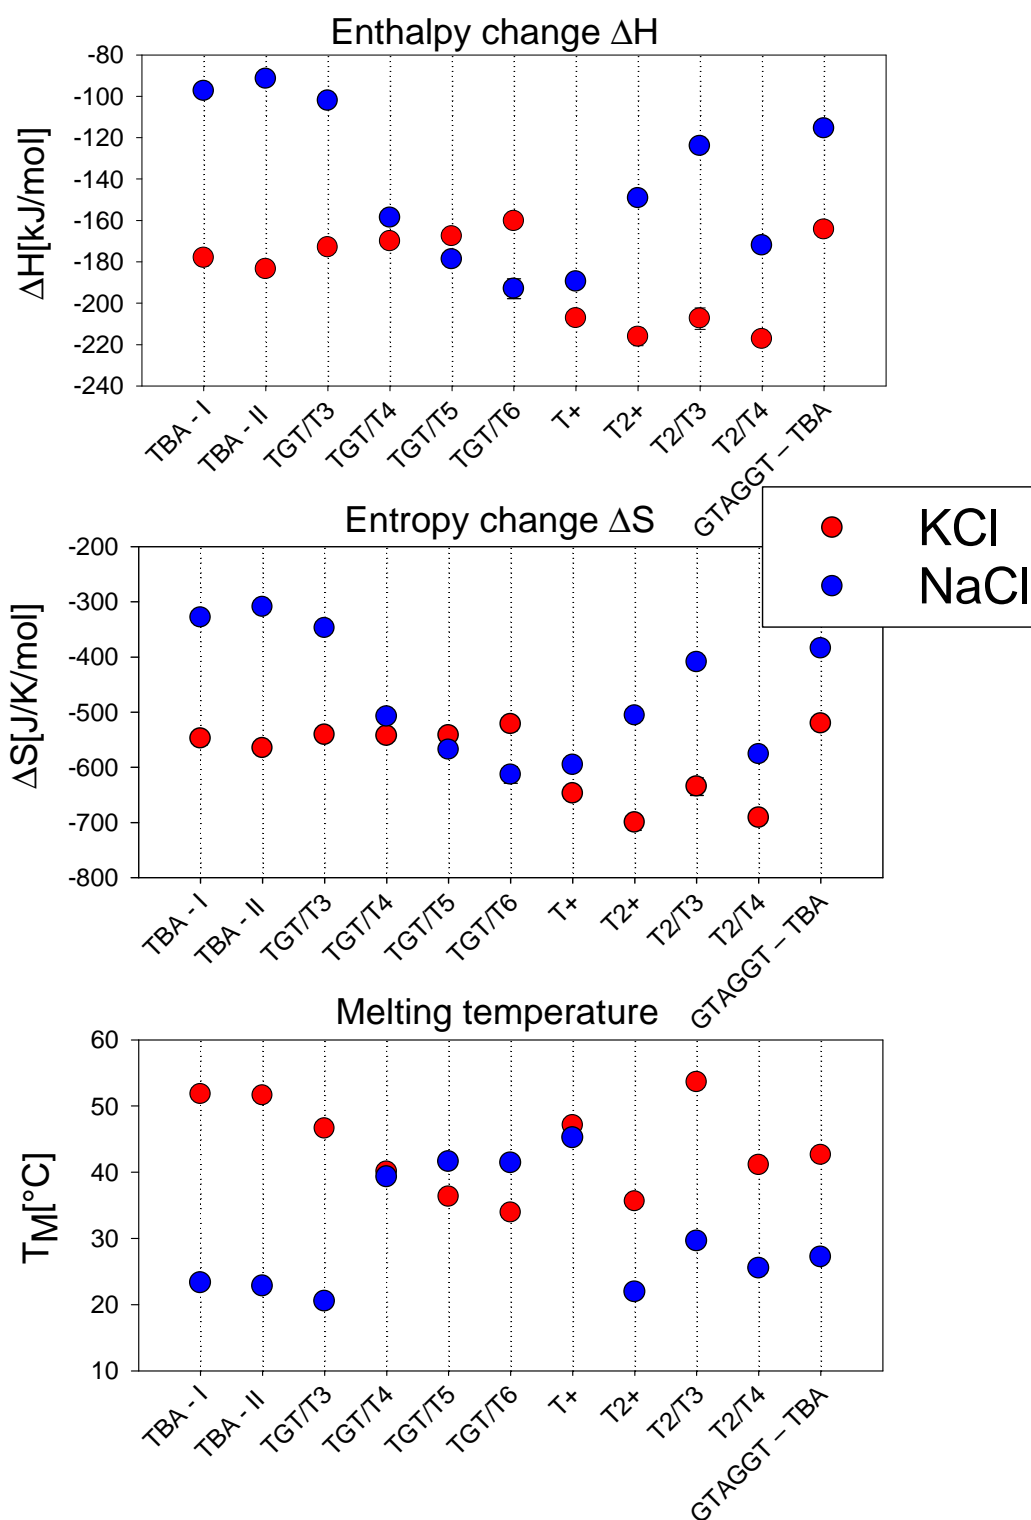 Enthalpy change ΔH
ΔH[kJ/mol]
-80
-100
-120
-140
-160
-180
-200
-220
-240
TBA - I
TBA - II
TGT/T3
TGT/T4
TGT/T5
TGT/T6
T+
T2+
T2/T3
T2/T4
GTAGGT – TBA
KCl
NaCl
Entropy change ΔS
ΔS[J/K/mol]
-200
-300
-400
-500
-600
-700
-800
TBA - I
TBA - II
TGT/T3
TGT/T4
TGT/T5
TGT/T6
T+
T2+
T2/T3
T2/T4
GTAGGT – TBA
Melting temperature
TM[°C]
60
50
40
30
20
10
TBA - I
TBA - II
TGT/T3
TGT/T4
TGT/T5
TGT/T6
T+
T2+
T2/T3
T2/T4
GTAGGT – TBA